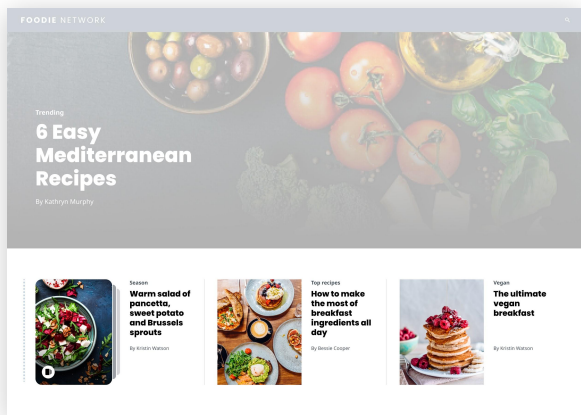 FOODIE NETWORK
Trending
6 Easy
Mediterranean
Recipes
By Kathryn Murphy
Season
Warm salad of
pancetta,
sweet potato
and Brussels
sprouts
By Kristin Watson
Top recipes
How to make
the most of
breakfast
ingredients all
day
By Bessie Cooper
Vegan
The ultimate
vegan
breakfast
By Kristin Watson